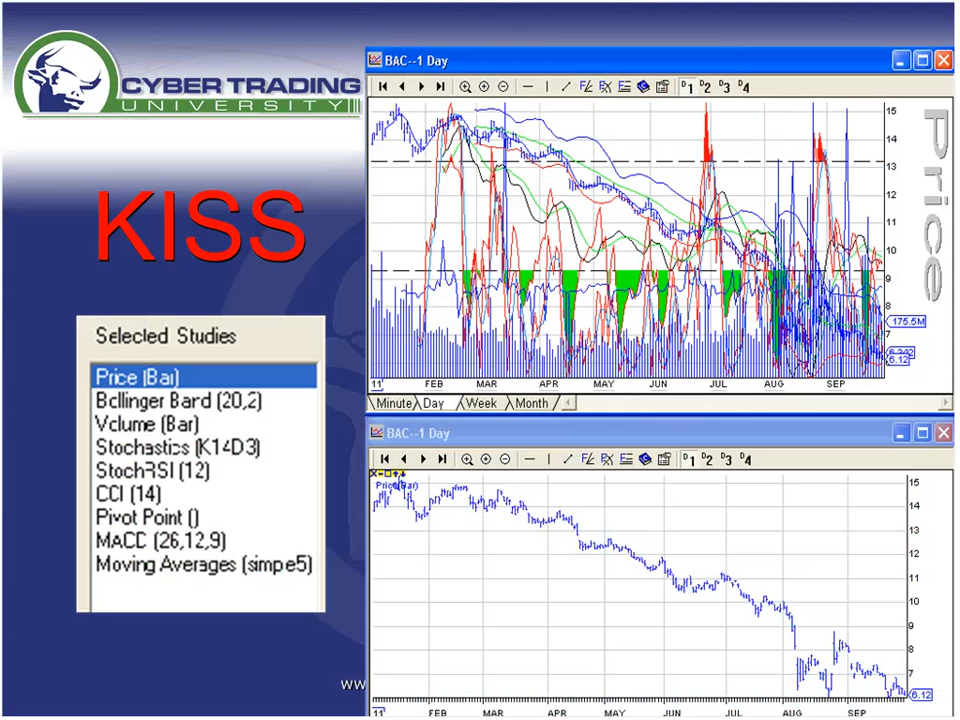 CYBER TRADING
UNIVERSITY
KISS
Selected Studies
Price (Bar)
Bollinger Band (20,2)
Volume (Bar)
Stochastics (K14D3)
StochRSI (12)
CCI (14)
Pivot Point ()
MACC (26,12,9)
Moving Averages (simpe5)
ww
BAC--1 Day
D1 D2 D3 D4
15
14
13
12
11
10
9
8
175.5M
7
6.12
11 FEB MAR APR MAY JUN JUL AUG SEP
Minute Day Week Month
Price
BAC--1 Day
D1 D2 D3 D4
Price(Bar)
15
14
13
12
11
10
9
8
7
6.12
11 FEB MAR APR MAY JUN JUL AUG SEP